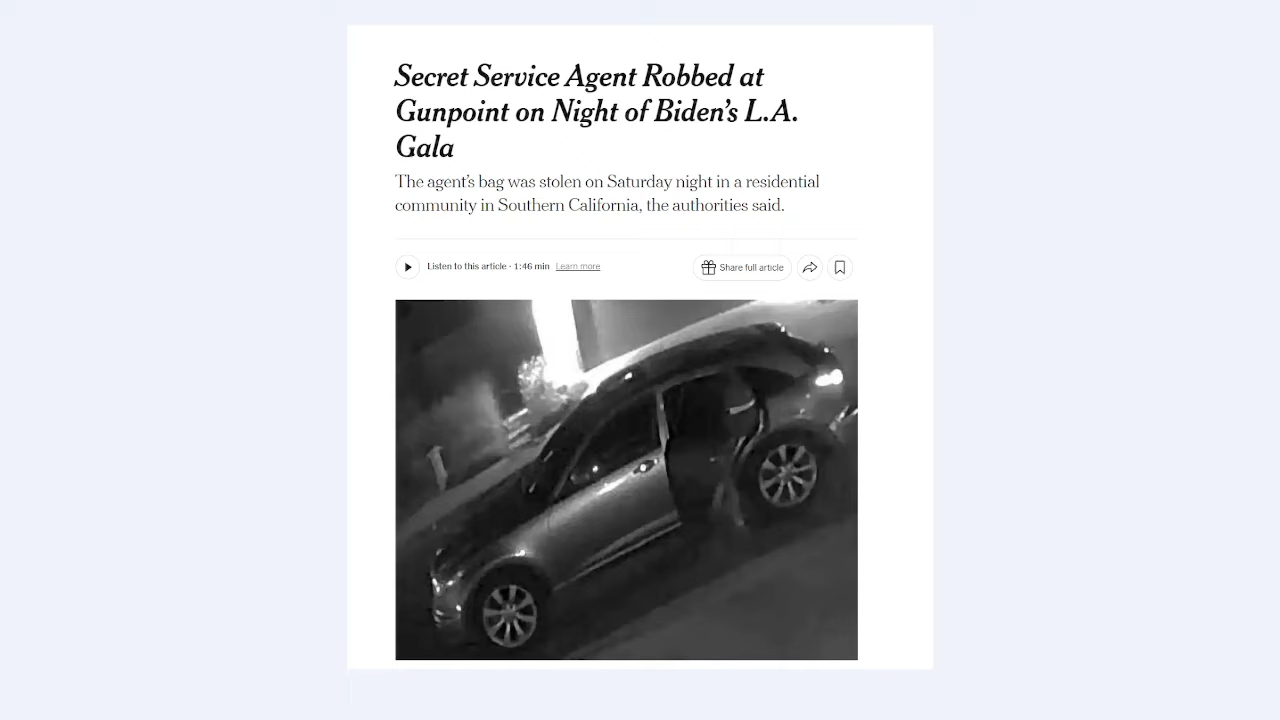 Secret Service Agent Robbed at
Gunpoint on Night of Biden’s L.A.
Gala
The agent’s bag was stolen on Saturday night in a residential
community in Southern California, the authorities said.
Listen to this article · 1:46 min Learn more
Share full article